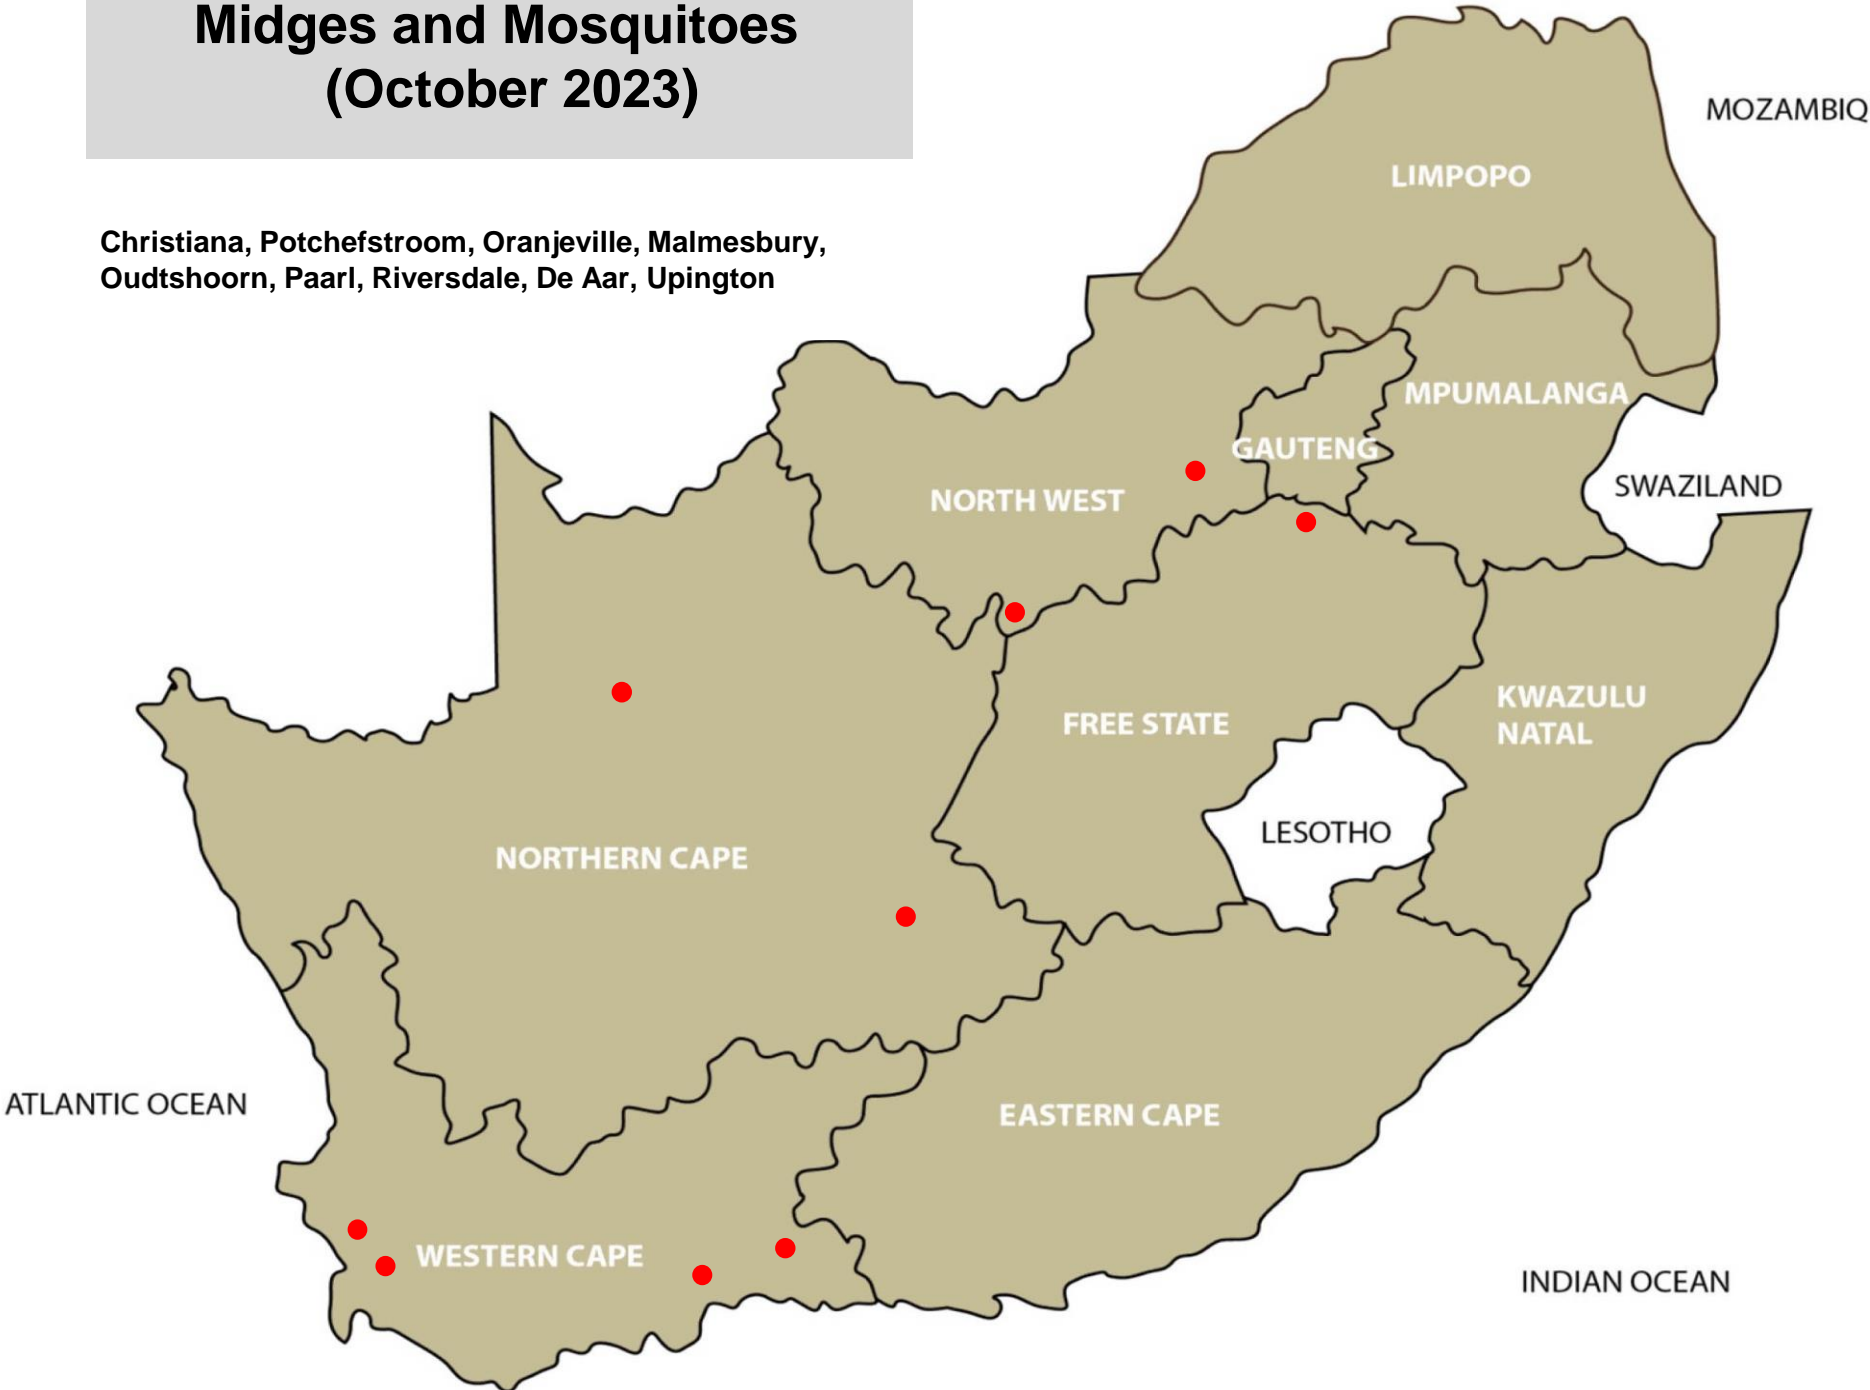 Midges and Mosquitoes
(October 2023)
Christiana, Potchefstroom, Oranjeville, Malmesbury,
Oudtshoorn, Paarl, Riversdale, De Aar, Upington
MOZAMBIQ
LIMPOPO
MPUMALANGA
GAUTENG
SWAZILAND
NORTH WEST
KWAZULU
NATAL
FREE STATE
LESOTHO
NORTHERN CAPE
ATLANTIC OCEAN
EASTERN CAPE
WESTERN CAPE
INDIAN OCEAN